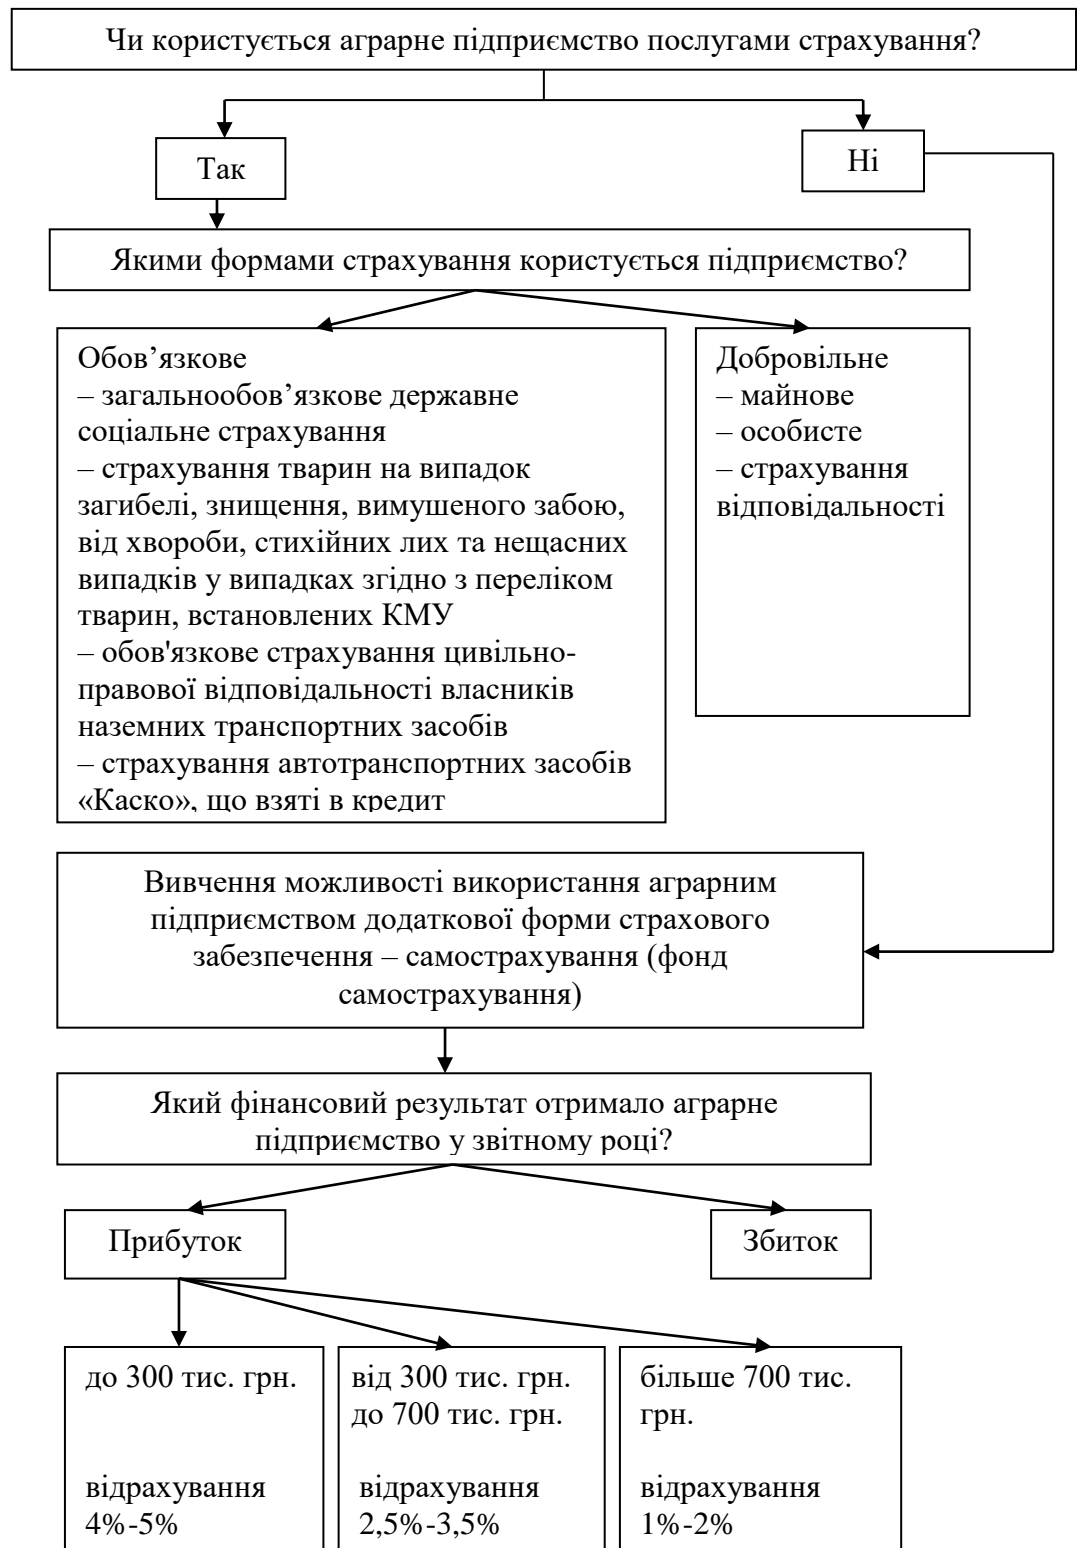 Чи користується аграрне підприємство послугами страхування?
Так
Ні
Якими формами страхування користується підприємство?
Обов’язкове
– загальнообов’язкове державне
соціальне страхування
– страхування тварин на випадок
загибелі, знищення, вимушеного забою,
від хвороби, стихійних лих та нещасних
випадків у випадках згідно з переліком
тварин, встановлених КМУ
– обов'язкове страхування цивільно-
правової відповідальності власників
наземних транспортних засобів
– страхування автотранспортних засобів
«Каско», що взяті в кредит
Добровільне
– майнове
– особисте
– страхування
відповідальності
Вивчення можливості використання аграрним
підприємством додаткової форми страхового
забезпечення – самострахування (фонд
самострахування)
Який фінансовий результат отримало аграрне
підприємство у звітному році?
Прибуток
Збиток
до 300 тис. грн.
відрахування
4%-5%
від 300 тис. грн.
до 700 тис. грн.
відрахування
2,5%-3,5%
більше 700 тис.
грн.
відрахування
1%-2%